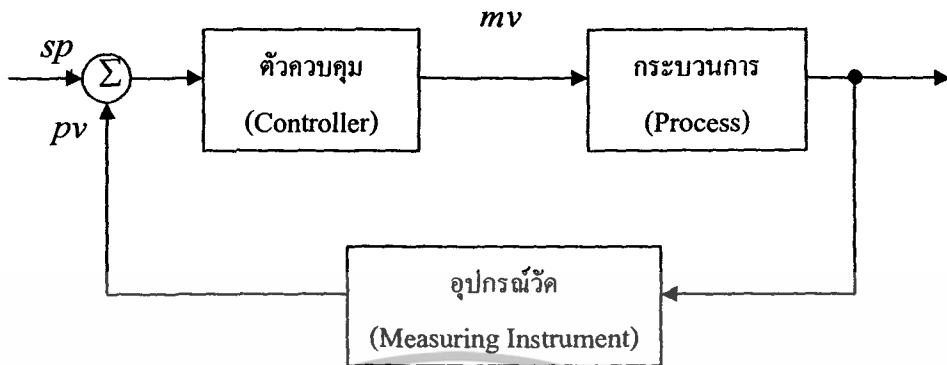 mv
sp
Σ
pv
ตัวควบคุม
(Controller)
กระบวนการ
(Process)
อุปกรณ์วัด
(Measuring Instrument)